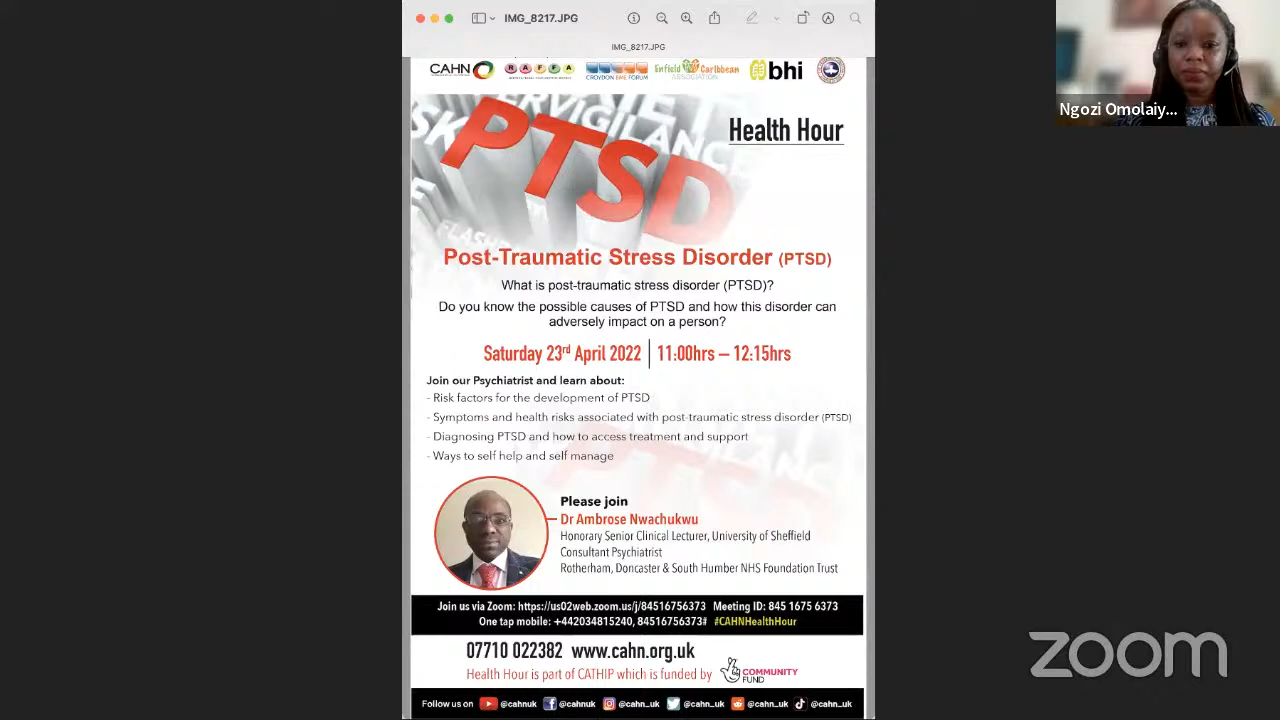 IMG_8217.JPG
IMG_8217.JPG
CAHN
RAFFA
CROYDON BME FORUM
Enfield Caribbean
ASSOCIATION
bhi
PTSD
Health Hour
Post-Traumatic Stress Disorder (PTSD)
What is post-traumatic stress disorder (PTSD)?
Do you know the possible causes of PTSD and how this disorder can
adversely impact on a person?
Saturday 23rd April 2022 | 11:00hrs – 12:15hrs
Join our Psychiatrist and learn about:
- Risk factors for the development of PTSD
- Symptoms and health risks associated with post-traumatic stress disorder (PTSD)
- Diagnosing PTSD and how to access treatment and support
- Ways to self help and self manage
Please join
Dr Ambrose Nwachukwu
Honorary Senior Clinical Lecturer, University of Sheffield
Consultant Psychiatrist
Rotherham, Doncaster & South Humber NHS Foundation Trust
Join us via Zoom: https://us02web.zoom.us/j/84516756373 Meeting ID: 845 1675 6373
One tap mobile: +442034815240, 84516756373# #CAHNHealthHour
07710 022382 www.cahn.org.uk
Health Hour is part of CATHIP which is funded by COMMUNITY
FUND
Follow us on @cahnuk @cahnuk @cahn_uk @cahn_uk @cahn_uk @cahn_uk
Ngozi Omolaiy...
zoom